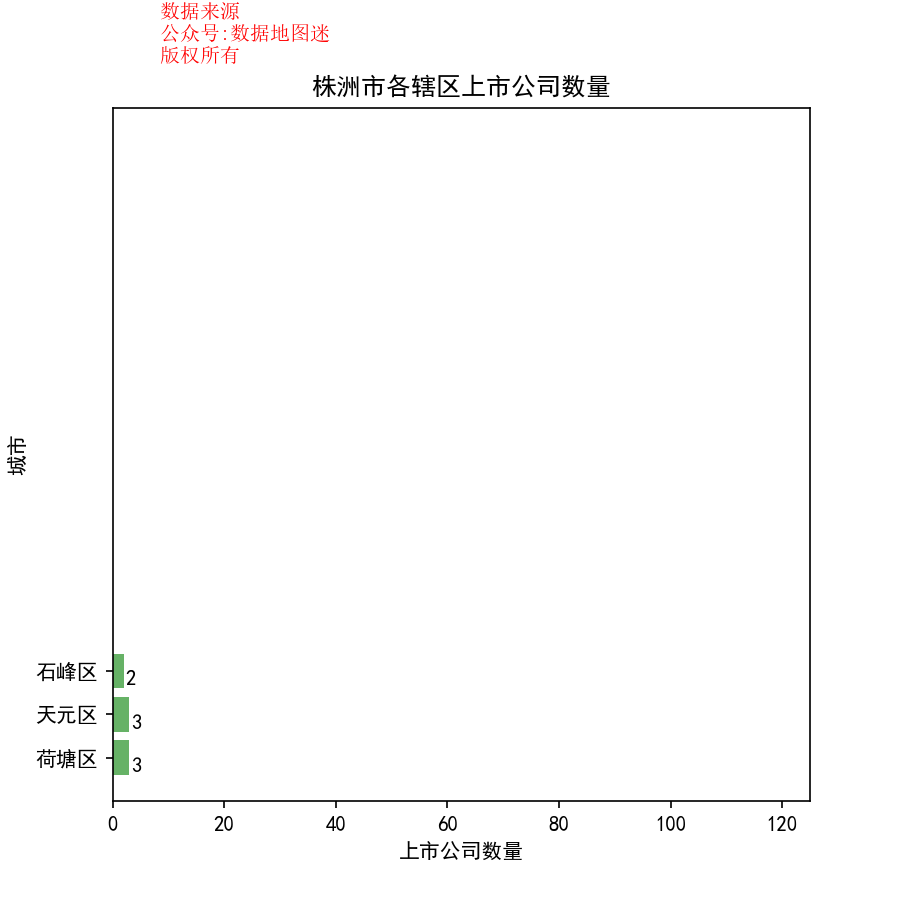 数据来源
公众号:数据地图迷
版权所有
株洲市各辖区上市公司数量
城市
石峰区 2
天元区 3
荷塘区 3
0 20 40 60 80 100 120
上市公司数量